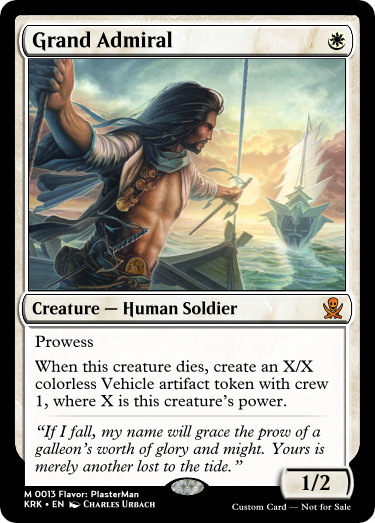 Grand Admiral
Creature — Human Soldier
Prowess
When this creature dies, create an X/X
colorless Vehicle artifact token with crew
1, where X is this creature's power.
“If I fall, my name will grace the prow of a
galleon's worth of glory and might. Yours is
merely another lost to the tide.”
1/2
M 0013 Flavor: PlasterMan
KRK • EN Charles Urbach
Custom Card — Not for Sale